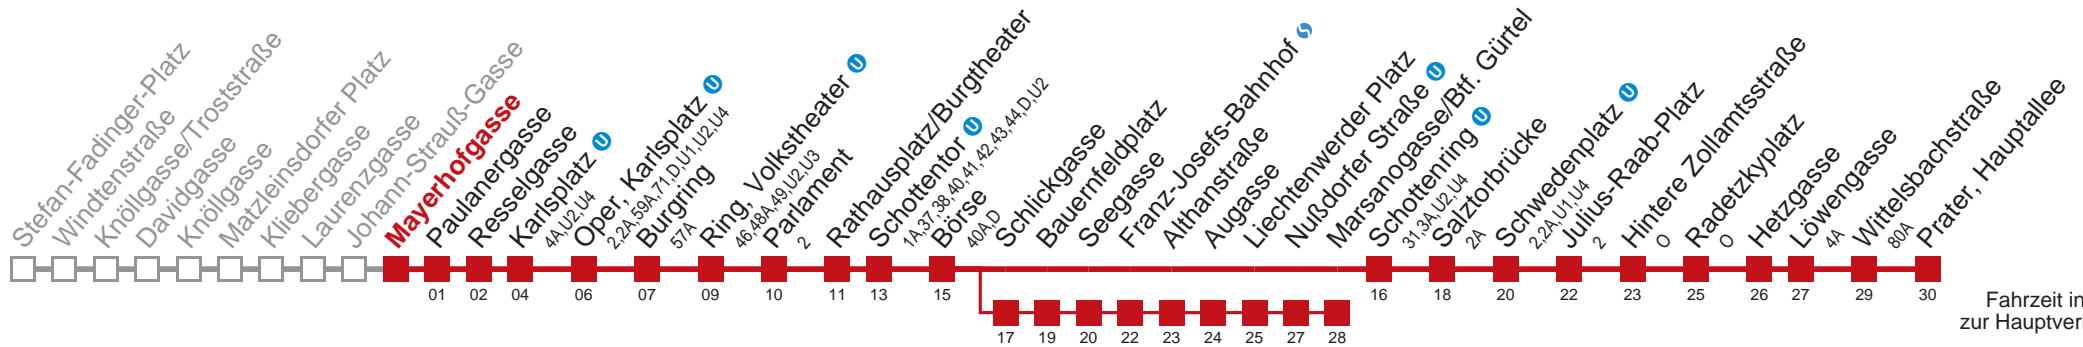 Stefan-Fadinger-Platz
Windtenstraße
Knöllgasse/Troststraße
Davidgasse
Knöllgasse
Matzleinsdorfer Platz
Kliebergasse
Laurenzgasse
Johann-Strauß-Gasse
Mayerhofgasse
Paulanergasse
Resselgasse
Karlsplatz U
4A,U2,U4
Oper, Karlsplatz U
2,2A,59A,71,D,U1,U2,U4
Burgring
57A
Ring, Volkstheater U
46,48A,49,U2,U3
Parlament
2
Rathausplatz/Burgtheater
Schottentor U
1A,37,38,40,41,42,43,44,D,U2
Börse
40A,D
Schlickgasse
Bauernfeldplatz
Seegasse
Franz-Josefs-Bahnhof S
Althanstraße
Augasse
Liechtenwerder Platz
Nußdorfer Straße U
Marsanogasse/Btf. Gürtel
Schottenring U
31,3A,U2,U4
Salztorbrücke
2A
Schwedenplatz U
2,2A,U1,U4
Julius-Raab-Platz
2
Hintere Zollamtsstraße
O
Radetzkyplatz
O
Hetzgasse
Löwengasse
4A
Wittelsbachstraße
80A
Prater, Hauptallee
01 02 04 06 07 09 10 11 13 15 16 18 20 22 23 25 26 27 29 30
17 19 20 22 23 24 25 27 28
Fahrzeit in
zur Hauptver